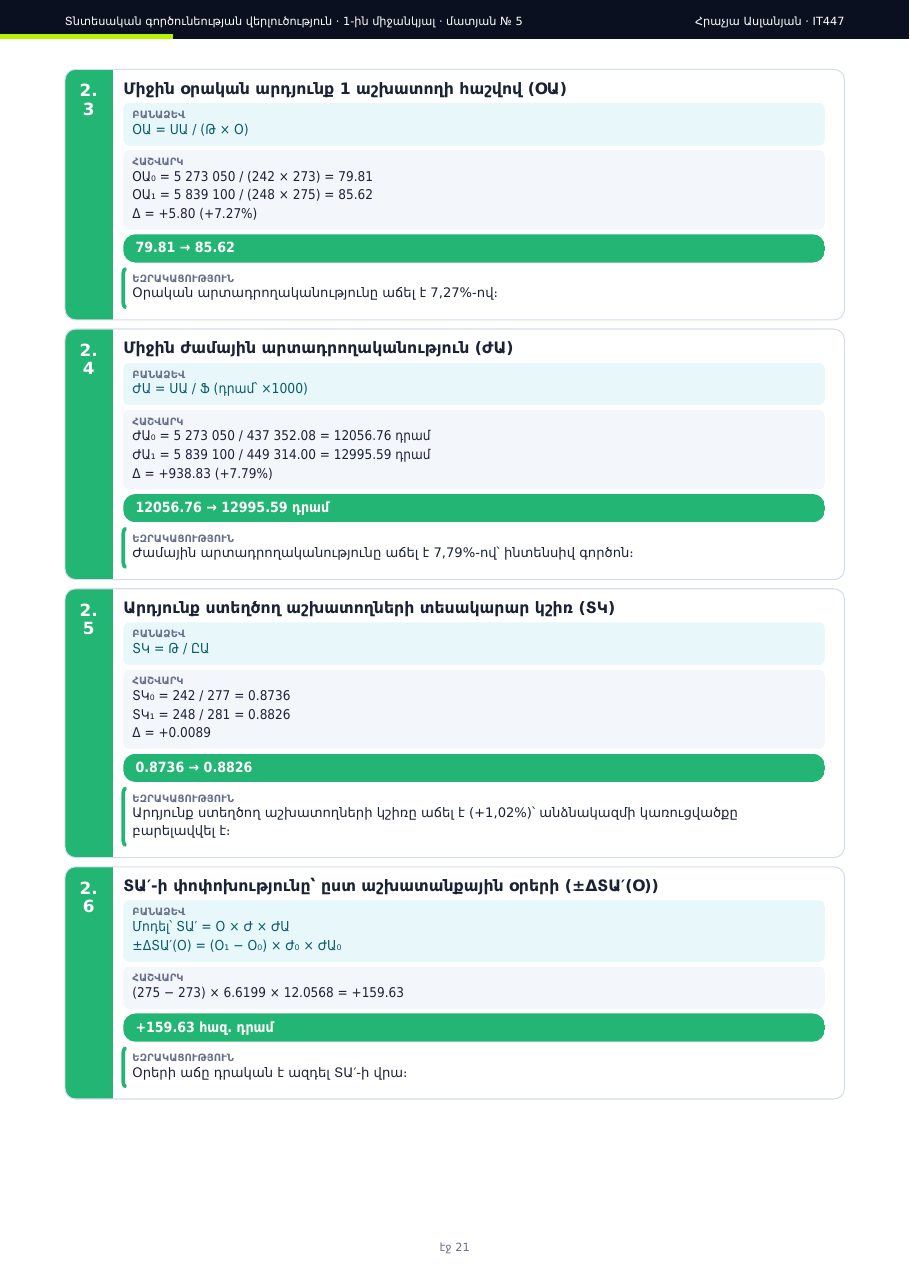 Տնտեսական գործունեության վերլուծություն · 1-ին միջանկյալ · մատյան № 5
Հրաչյա Ասլանյան · IT447
2.
3
Միջին օրական արդյունք 1 աշխատողի հաշվով (ՕԱ)
ԲԱՆԱՁԵՎ
ՕԱ = ՍԱ / (Թ × Օ)
ՀԱՇՎԱՐԿ
ՕԱ₀ = 5 273 050 / (242 × 273) = 79.81
ՕԱ₁ = 5 839 100 / (248 × 275) = 85.62
Δ = +5.80 (+7.27%)
79.81 → 85.62
ԵԶՐԱԿԱՑՈՒԹՅՈՒՆ
Օրական արտադրողականությունը աճել է 7,27%-ով։
2.
4
Միջին ժամային արտադրողականություն (ԺԱ)
ԲԱՆԱՁԵՎ
ԺԱ = ՍԱ / Ֆ (դրամ՝ ×1000)
ՀԱՇՎԱՐԿ
ԺԱ₀ = 5 273 050 / 437 352.08 = 12056.76 դրամ
ԺԱ₁ = 5 839 100 / 449 314.00 = 12995.59 դրամ
Δ = +938.83 (+7.79%)
12056.76 → 12995.59 դրամ
ԵԶՐԱԿԱՑՈՒԹՅՈՒՆ
Ժամային արտադրողականությունը աճել է 7,79%-ով՝ ինտենսիվ գործոն։
2.
5
Արդյունք ստեղծող աշխատողների տեսակարար կշիռ (ՏԿ)
ԲԱՆԱՁԵՎ
ՏԿ = Թ / ԸԱ
ՀԱՇՎԱՐԿ
ՏԿ₀ = 242 / 277 = 0.8736
ՏԿ₁ = 248 / 281 = 0.8826
Δ = +0.0089
0.8736 → 0.8826
ԵԶՐԱԿԱՑՈՒԹՅՈՒՆ
Արդյունք ստեղծող աշխատողների կշիռը աճել է (+1,02%)՝ անձնակազմի կառուցվածքը
բարելավվել է։
2.
6
ՏԱ′-ի փոփոխությունը՝ ըստ աշխատանքային օրերի (±ΔՏԱ′(Օ))
ԲԱՆԱՁԵՎ
Մոդել՝ ՏԱ′ = Օ × Ժ × ԺԱ
±ΔՏԱ′(Օ) = (Օ₁ − Օ₀) × Ժ₀ × ԺԱ₀
ՀԱՇՎԱՐԿ
(275 − 273) × 6.6199 × 12.0568 = +159.63
+159.63 հազ. դրամ
ԵԶՐԱԿԱՑՈՒԹՅՈՒՆ
Օրերի աճը դրական է ազդել ՏԱ′-ի վրա։
էջ 21